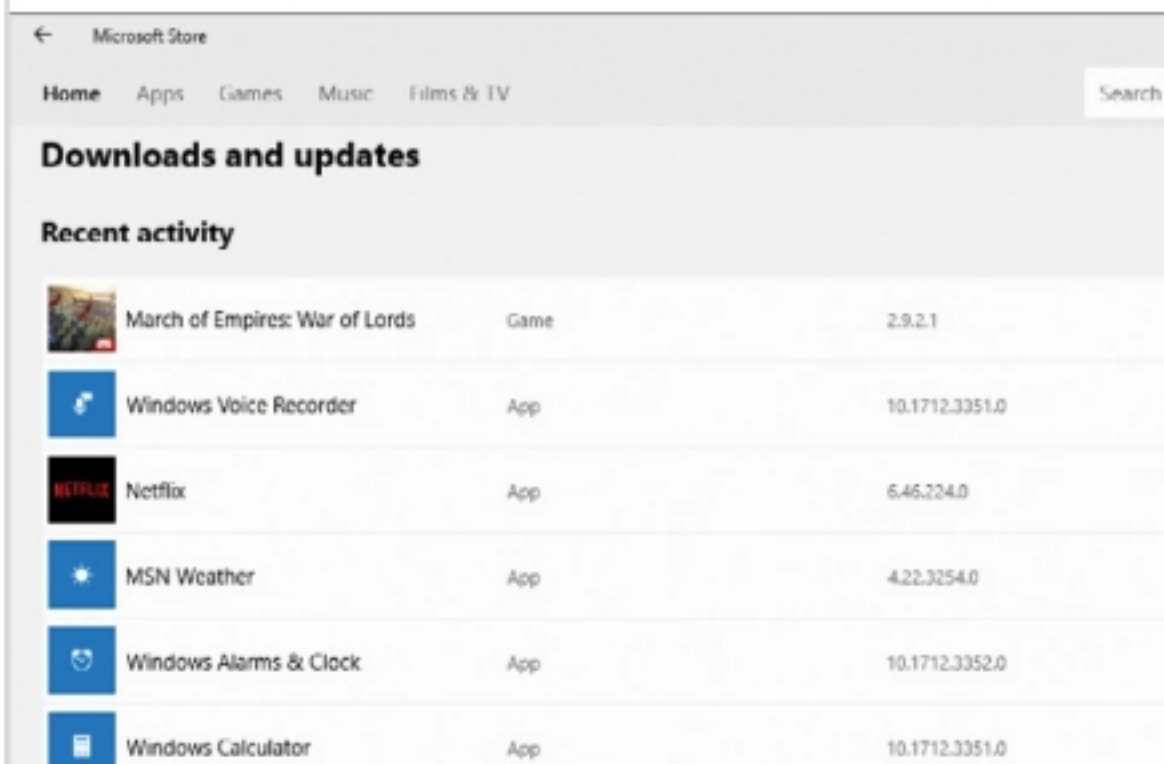 Microsoft Store
Home Apps Games Music Films & TV Search
Downloads and updates
Recent activity
March of Empires: War of Lords Game 2.9.2.1
Windows Voice Recorder App 10.1712.3351.0
NETFLIX Netflix App 6.46.224.0
MSN Weather App 4.22.3254.0
Windows Alarms & Clock App 10.1712.3352.0
Windows Calculator App 10.1712.3351.0